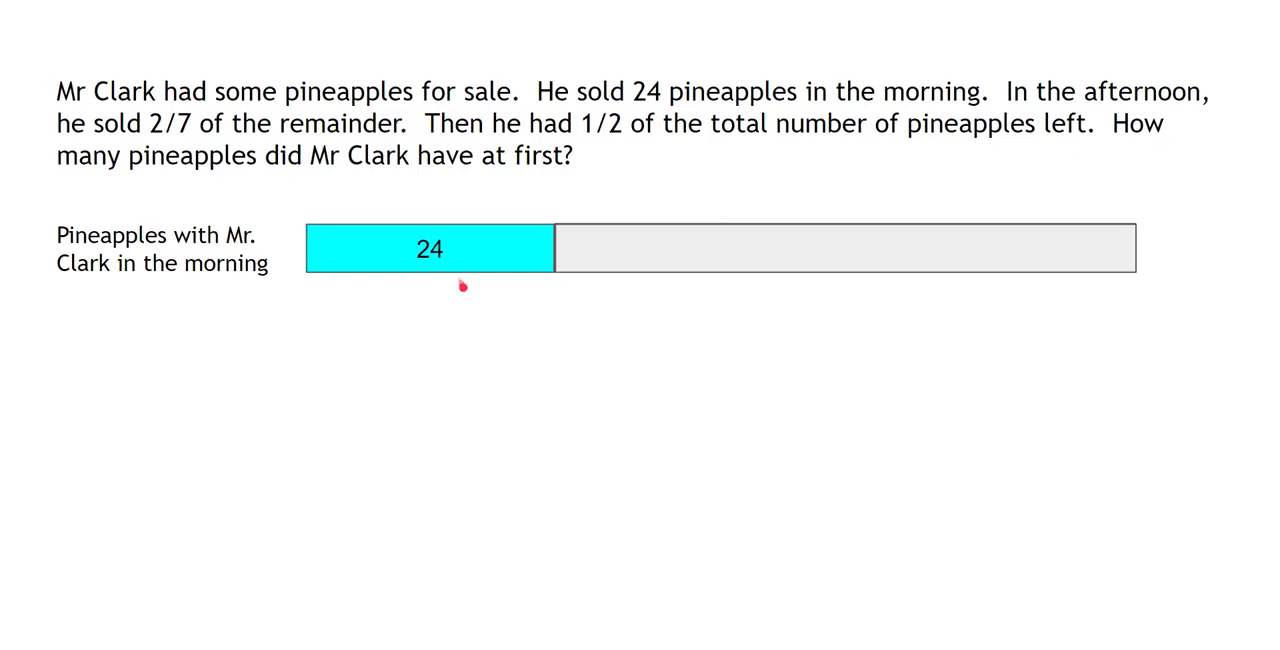 Mr Clark had some pineapples for sale.  He sold 24 pineapples in the morning.  In the afternoon,
he sold 2/7 of the remainder.  Then he had 1/2 of the total number of pineapples left.  How
many pineapples did Mr Clark have at first?
Pineapples with Mr.
Clark in the morning
24